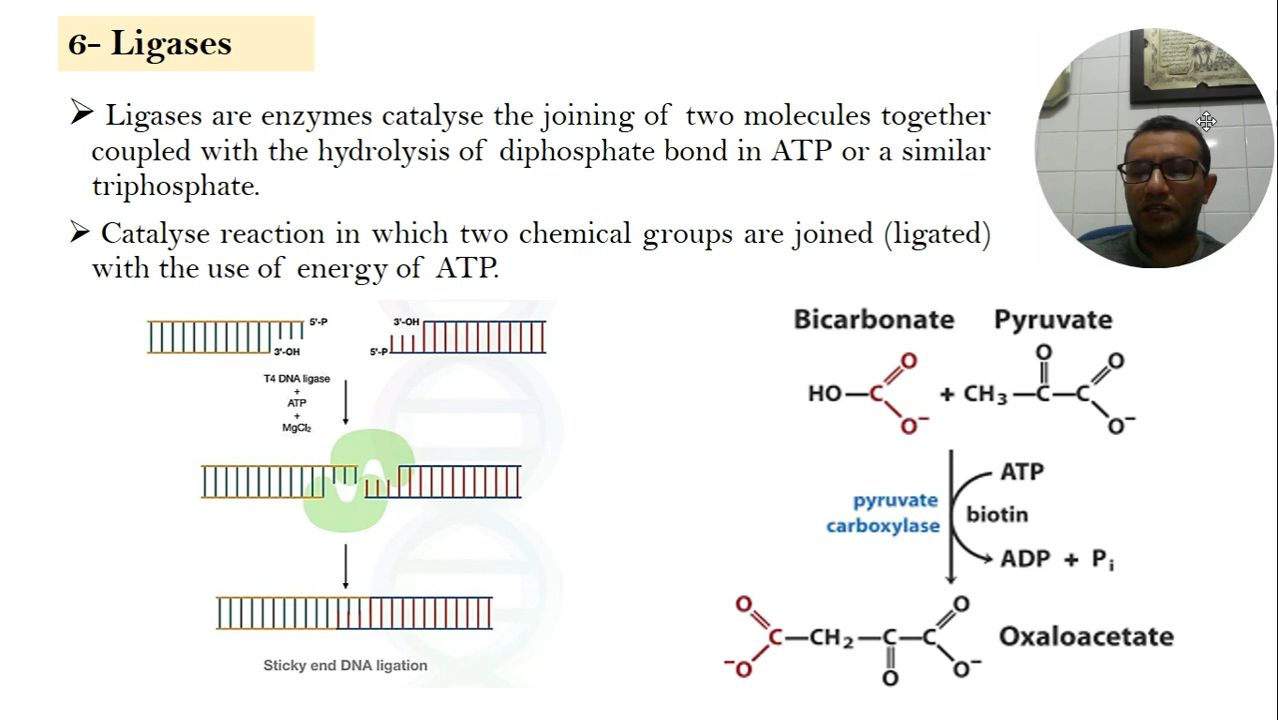 6- Ligases
➢ Ligases are enzymes catalyse the joining of two molecules together
coupled with the hydrolysis of diphosphate bond in ATP or a similar
triphosphate.
➢ Catalyse reaction in which two chemical groups are joined (ligated)
with the use of energy of ATP.
5'-P
3'-OH
3'-OH
5'-P
T4 DNA ligase
+
ATP
+
MgCl₂
Sticky end DNA ligation
Bicarbonate Pyruvate
O O O
HO—C + CH₃—C—C
O⁻ O⁻
ATP
pyruvate
carboxylase
biotin
ADP + Pᵢ
O O
C—CH₂—C—C Oxaloacetate
⁻O O O⁻